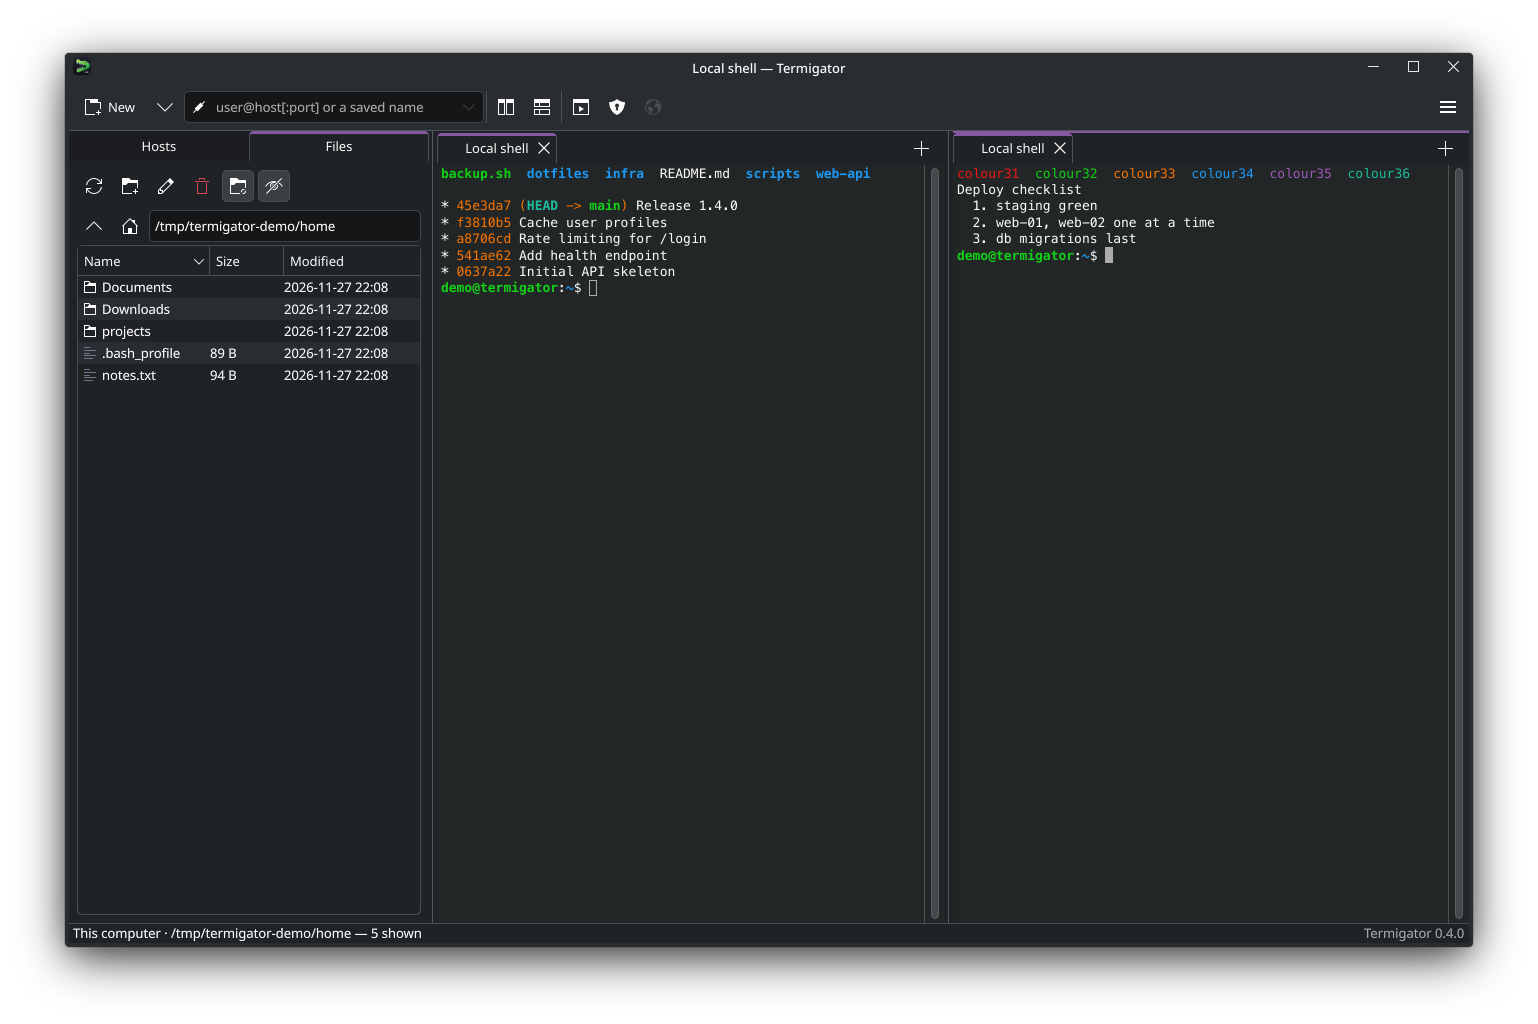 Local shell — Termigator
New
user@host[:port] or a saved name
Hosts
Files
/tmp/termigator-demo/home
Name Size Modified
Documents 2026-11-27 22:08
Downloads 2026-11-27 22:08
projects 2026-11-27 22:08
.bash_profile 89 B 2026-11-27 22:08
notes.txt 94 B 2026-11-27 22:08
Local shell
backup.sh dotfiles infra README.md scripts web-api
* 45e3da7 (HEAD -> main) Release 1.4.0
* f3810b5 Cache user profiles
* a8706cd Rate limiting for /login
* 541ae62 Add health endpoint
* 0637a22 Initial API skeleton
demo@termigator:~$
Local shell
colour31 colour32 colour33 colour34 colour35 colour36
Deploy checklist
1. staging green
2. web-01, web-02 one at a time
3. db migrations last
demo@termigator:~$
This computer · /tmp/termigator-demo/home — 5 shown
Termigator 0.4.0